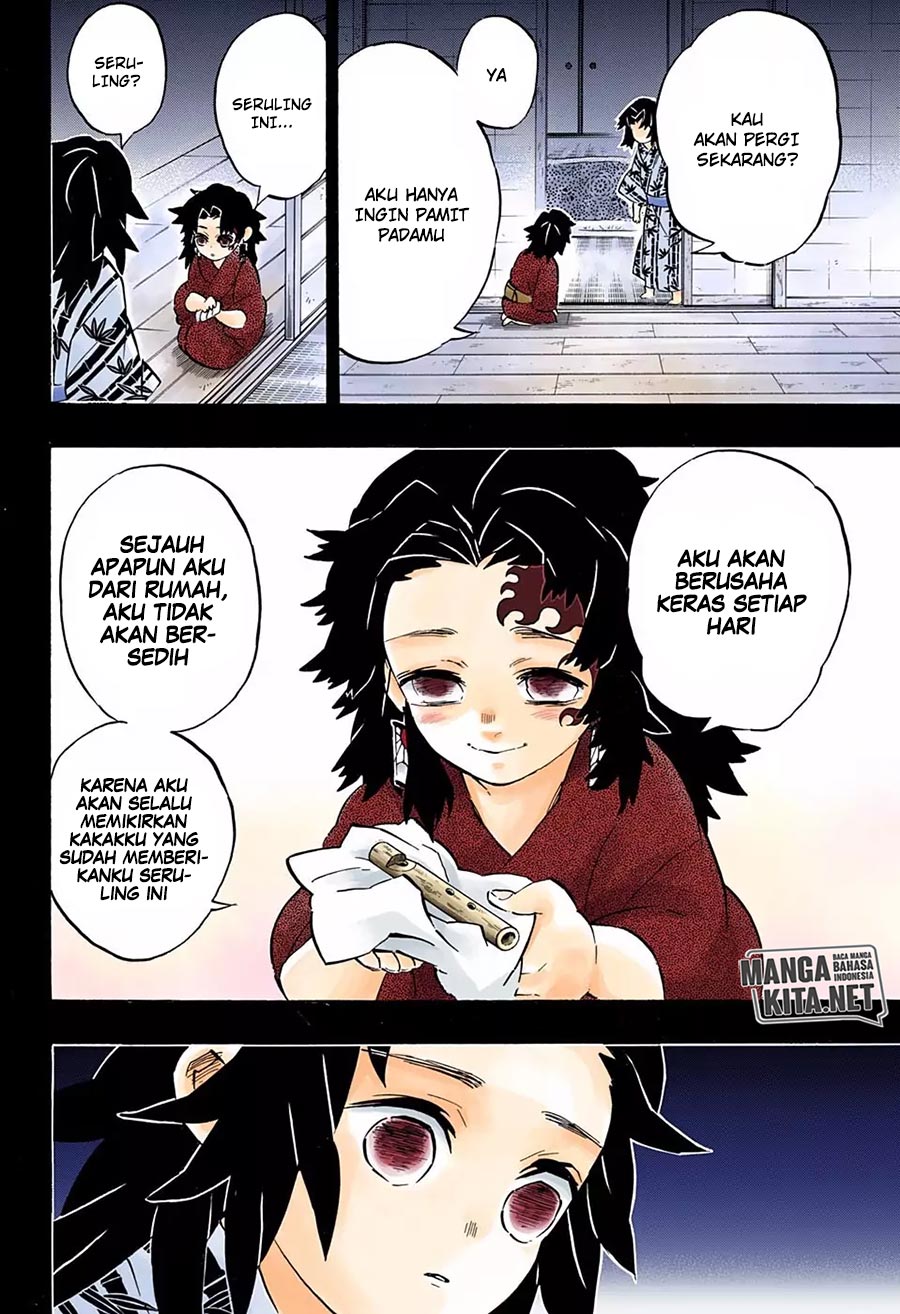 KAU
AKAN PERGI
SEKARANG?
YA
AKU HANYA
INGIN PAMIT
PADAMU
SERULING
INI...
SERU-
LING?
AKU AKAN
BERUSAHA
KERAS SETIAP
HARI
SEJAUH
APAPUN AKU
DARI RUMAH,
AKU TIDAK
AKAN BER-
SEDIH
KARENA AKU
AKAN SELALU
MEMIKIRKAN
KAKAKKU YANG
SUDAH MEMBERI-
KANKU SERU-
LING INI
MANGA
KITA.NET
BACA MANGA
BAHASA
INDONESIA